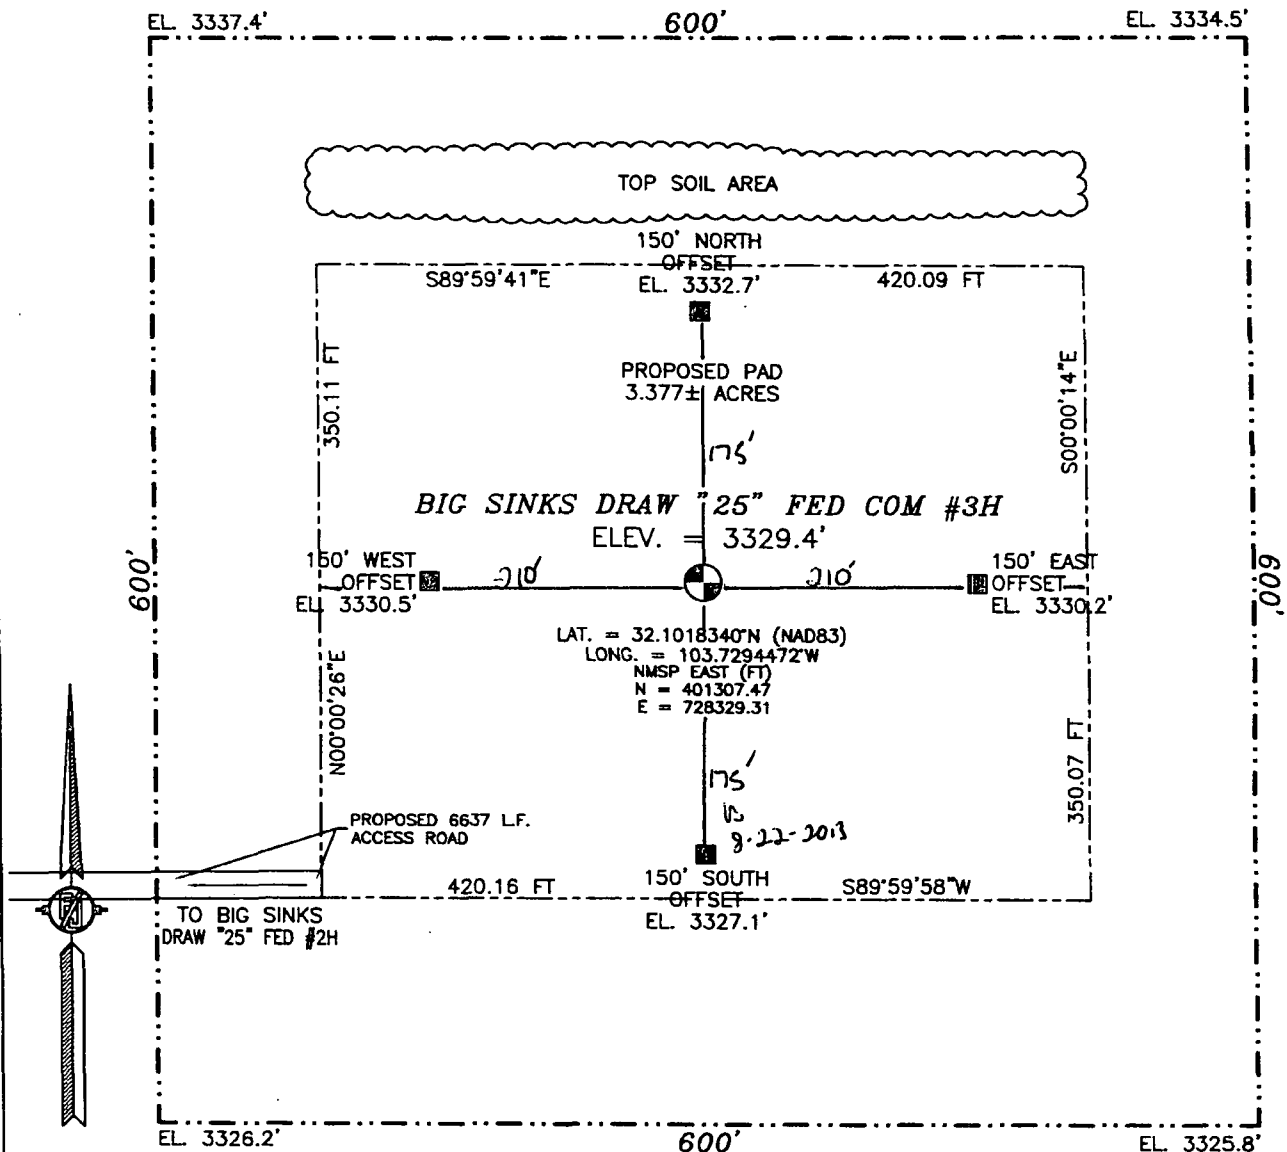 EL. 3337.4'
600'
EL. 3334.5'
TOP SOIL AREA
150' NORTH
OFFSET
EL. 3332.7'
S89°59'41"E
420.09 FT
350.11 FT
PROPOSED PAD
3.377± ACRES
S00°00'14"E
175'
BIG SINKS DRAW "25" FED COM #3H
ELEV. = 3329.4'
600'
150' WEST
OFFSET
EL. 3330.5'
210'
210'
150' EAST
OFFSET
EL. 3330.2'
600'
LAT. = 32.1018340°N (NAD83)
LONG. = 103.7294472°W
NMSP EAST (FT)
N = 401307.47
E = 728329.31
N00°00'26"E
175'
8-22-2013
350.07 FT
PROPOSED 6637 L.F.
ACCESS ROAD
420.16 FT
150' SOUTH
OFFSET
EL. 3327.1'
S89°59'58"W
TO BIG SINKS
DRAW "25" FED #2H
EL. 3326.2'
600'
EL. 3325.8'